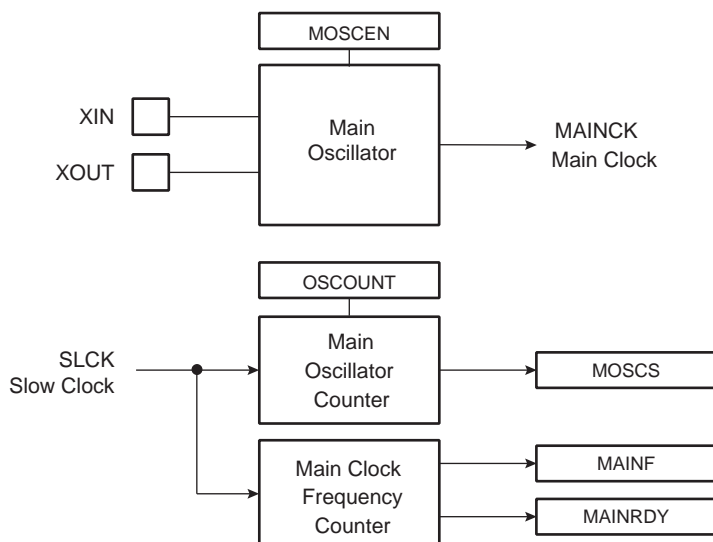 MOSCEN
XIN
XOUT
Main
Oscillator
MAINCK
Main Clock
OSCOUNT
SLCK
Slow Clock
Main
Oscillator
Counter
MOSCS
Main Clock
Frequency
Counter
MAINF
MAINRDY